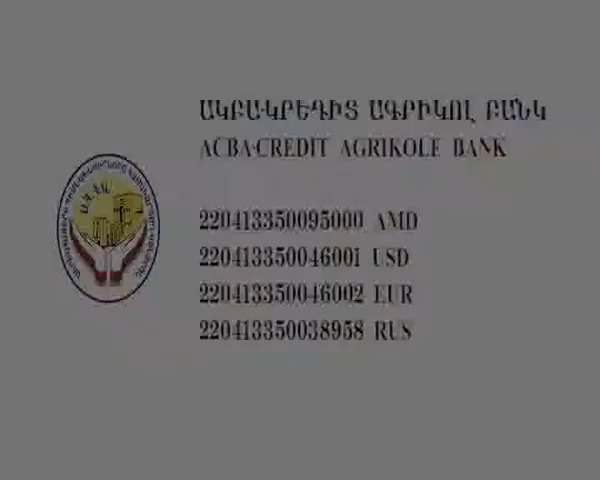 ԱԿԲԱ-ԿՐԵԴԻՏ ԱԳՐԻԿՈԼ ԲԱՆԿ
ACBA-CREDIT AGRIKOLE BANK
220413350095000 AMD
220413350046001 USD
220413350046002 EUR
220413350038958 RUS